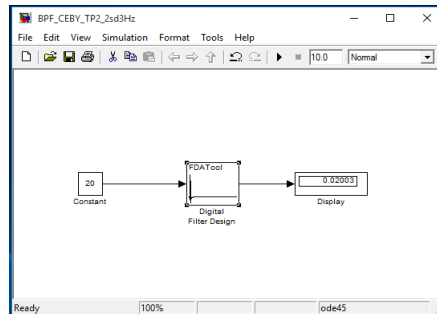 BPF_CEBY_TP2_2sd3Hz
File Edit View Simulation Format Tools Help
10.0 Normal
20
Constant
FDATool
Digital
Filter Design
0.02003
Display
Ready 100% ode45